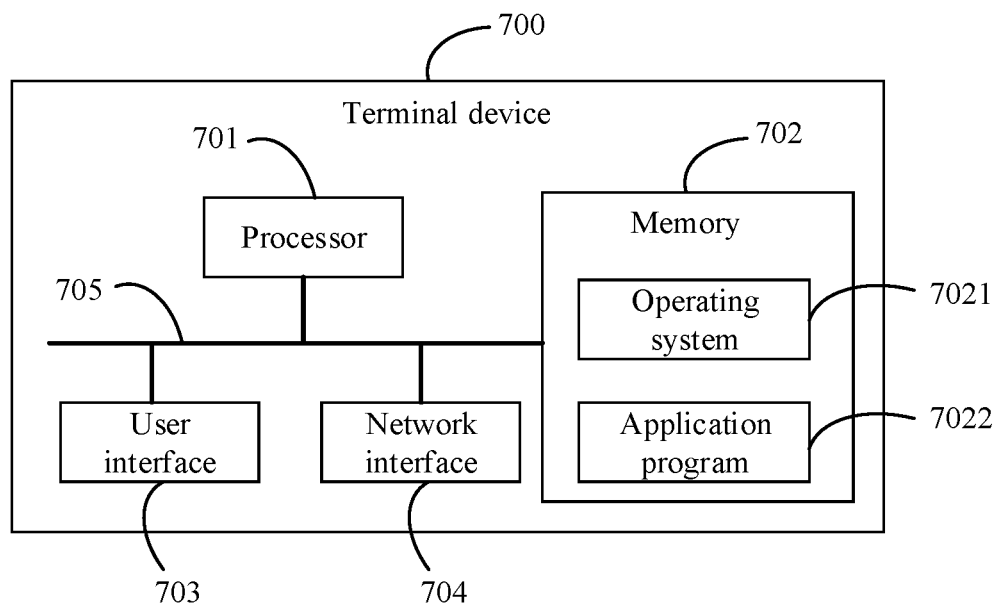 700
Terminal device
701
702
Processor
Memory
705
Operating
system
7021
User
interface
Network
interface
Application
program
7022
703
704